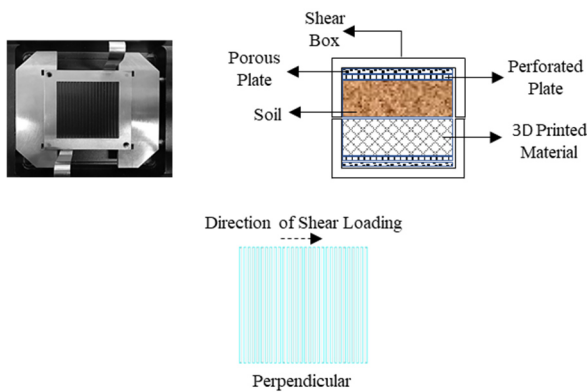 Shear
Box
Porous
Plate
Perforated
Plate
Soil
3D Printed
Material
Direction of Shear Loading
Perpendicular